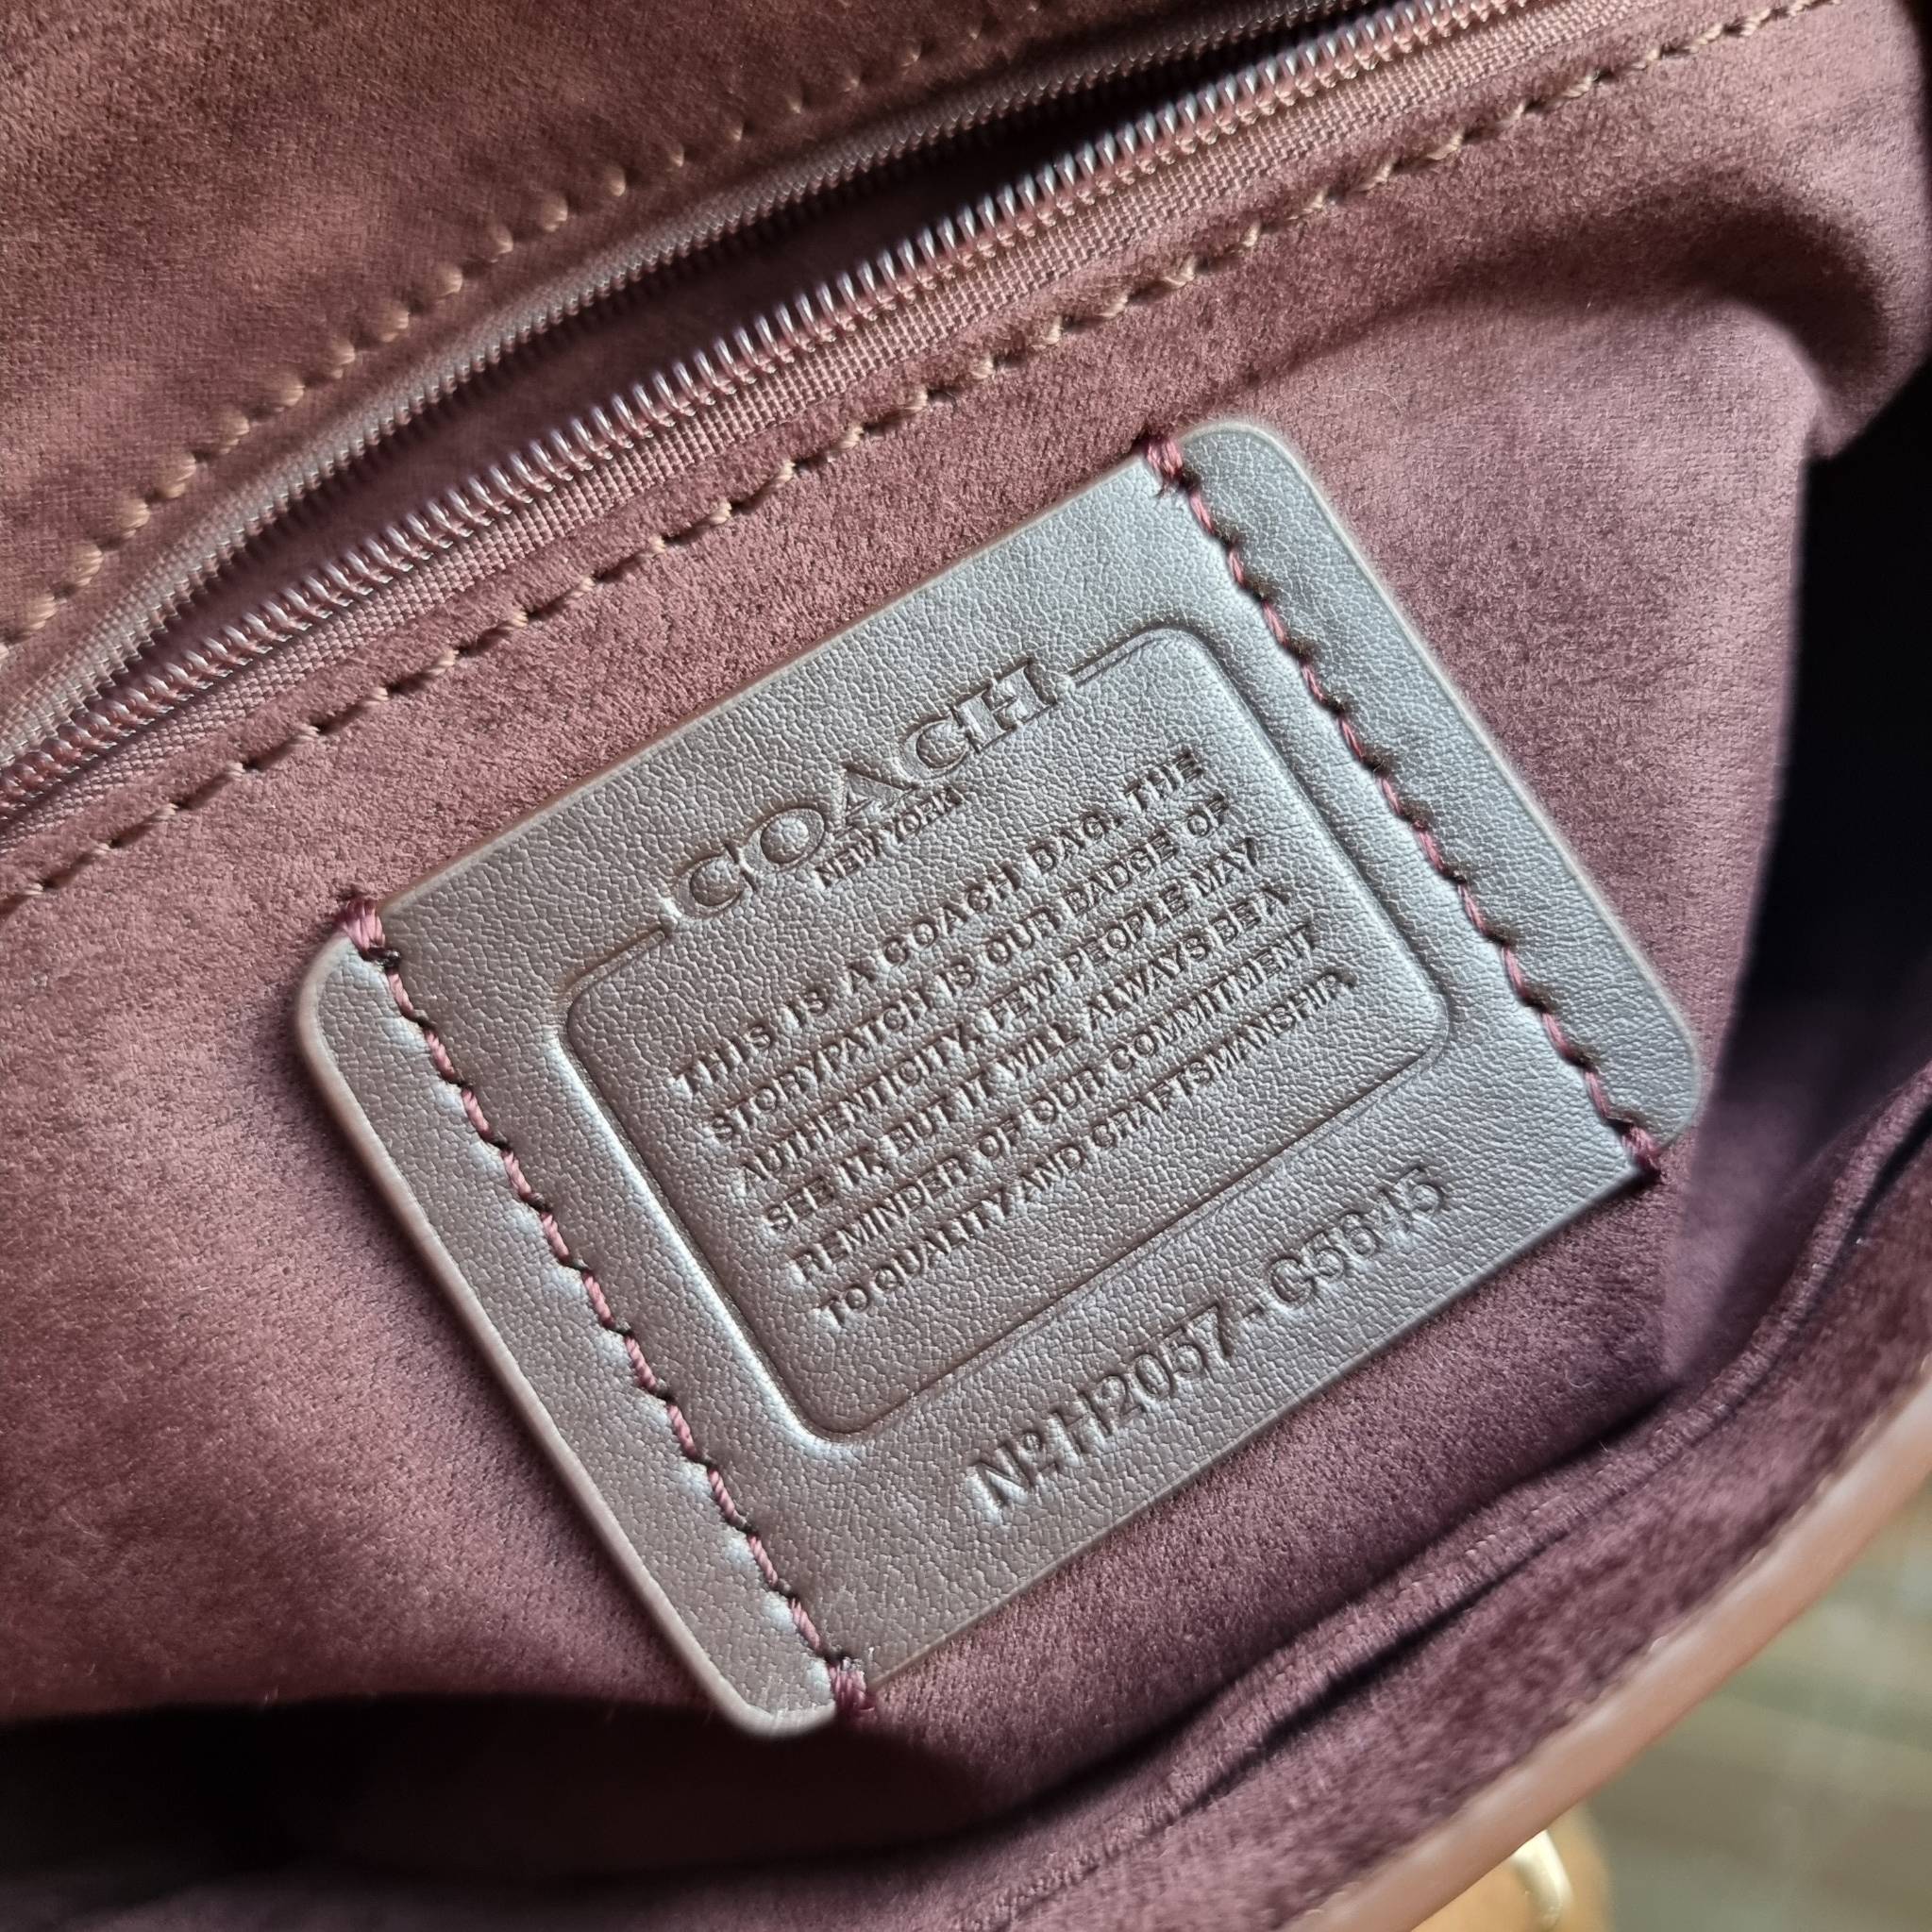 COACH
NEW YORK
THIS IS A COACH BAG. THE
STORYPATCH IS OUR BADGE OF
AUTHENTICITY. FEW PEOPLE MAY
SEE IT, BUT IT WILL ALWAYS BE A
REMINDER OF OUR COMMITMENT
TO QUALITY AND CRAFTSMANSHIP.
№ H2057-C5845